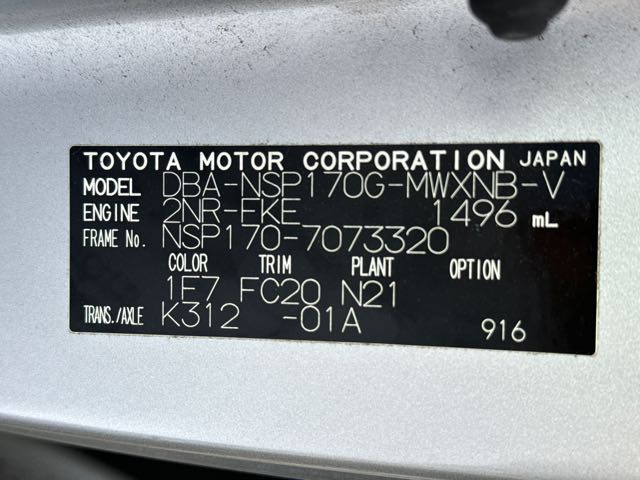 TOYOTA MOTOR CORPORATION JAPAN
MODEL DBA-NSP170G-MWXNB-V
ENGINE 2NR-FKE 1496 mL
FRAME No. NSP170-7073320
COLOR TRIM PLANT OPTION
1F7 FC20 N21
TRANS./AXLE K312 -01A
916